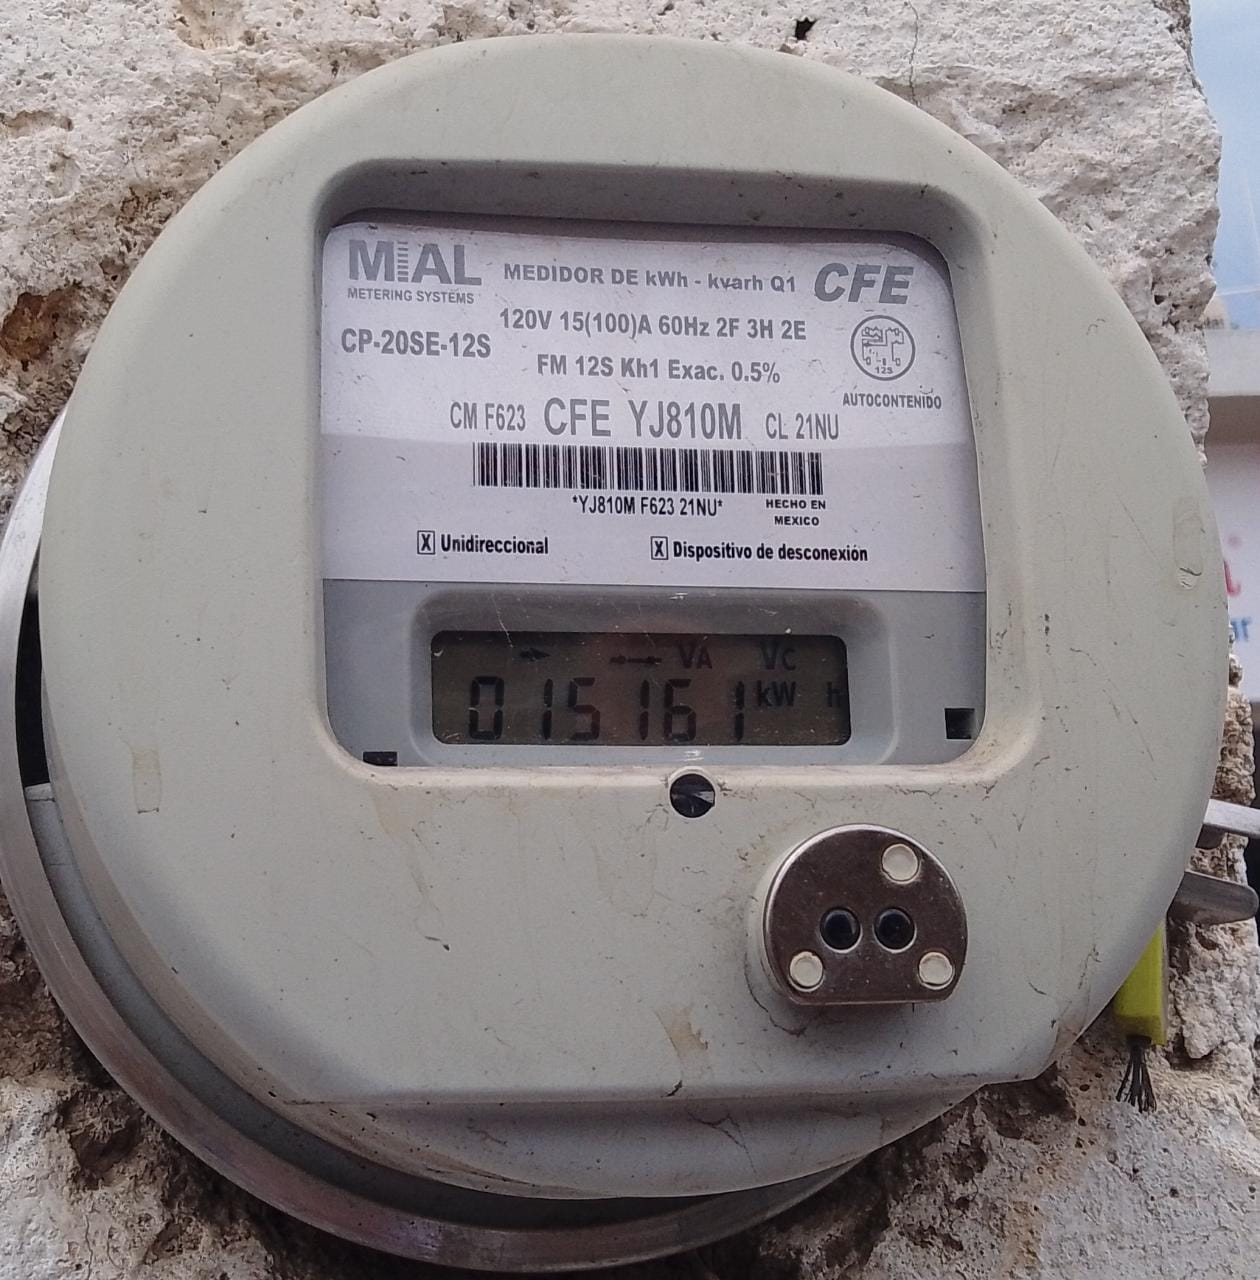 MIAL
METERING SYSTEMS
MEDIDOR DE kWh - kvarh Q1
CFE
120V 15(100)A 60Hz 2F 3H 2E
CP-20SE-12S
FM 12S Kh1 Exac. 0.5%
12S
AUTOCONTENIDO
CM F623 CFE YJ810M CL 21NU
*YJ810M F623 21NU*
HECHO EN
MEXICO
X Unidireccional
X Dispositivo de desconexión
VA VC
015161 kW h